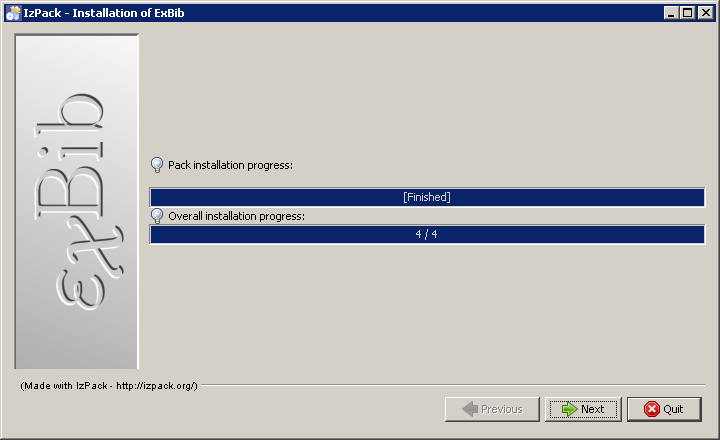 IzPack - Installation of ExBib
exBib
Pack installation progress:
[Finished]
Overall installation progress:
4 / 4
(Made with IzPack - http://izpack.org/)
Previous
Next
Quit